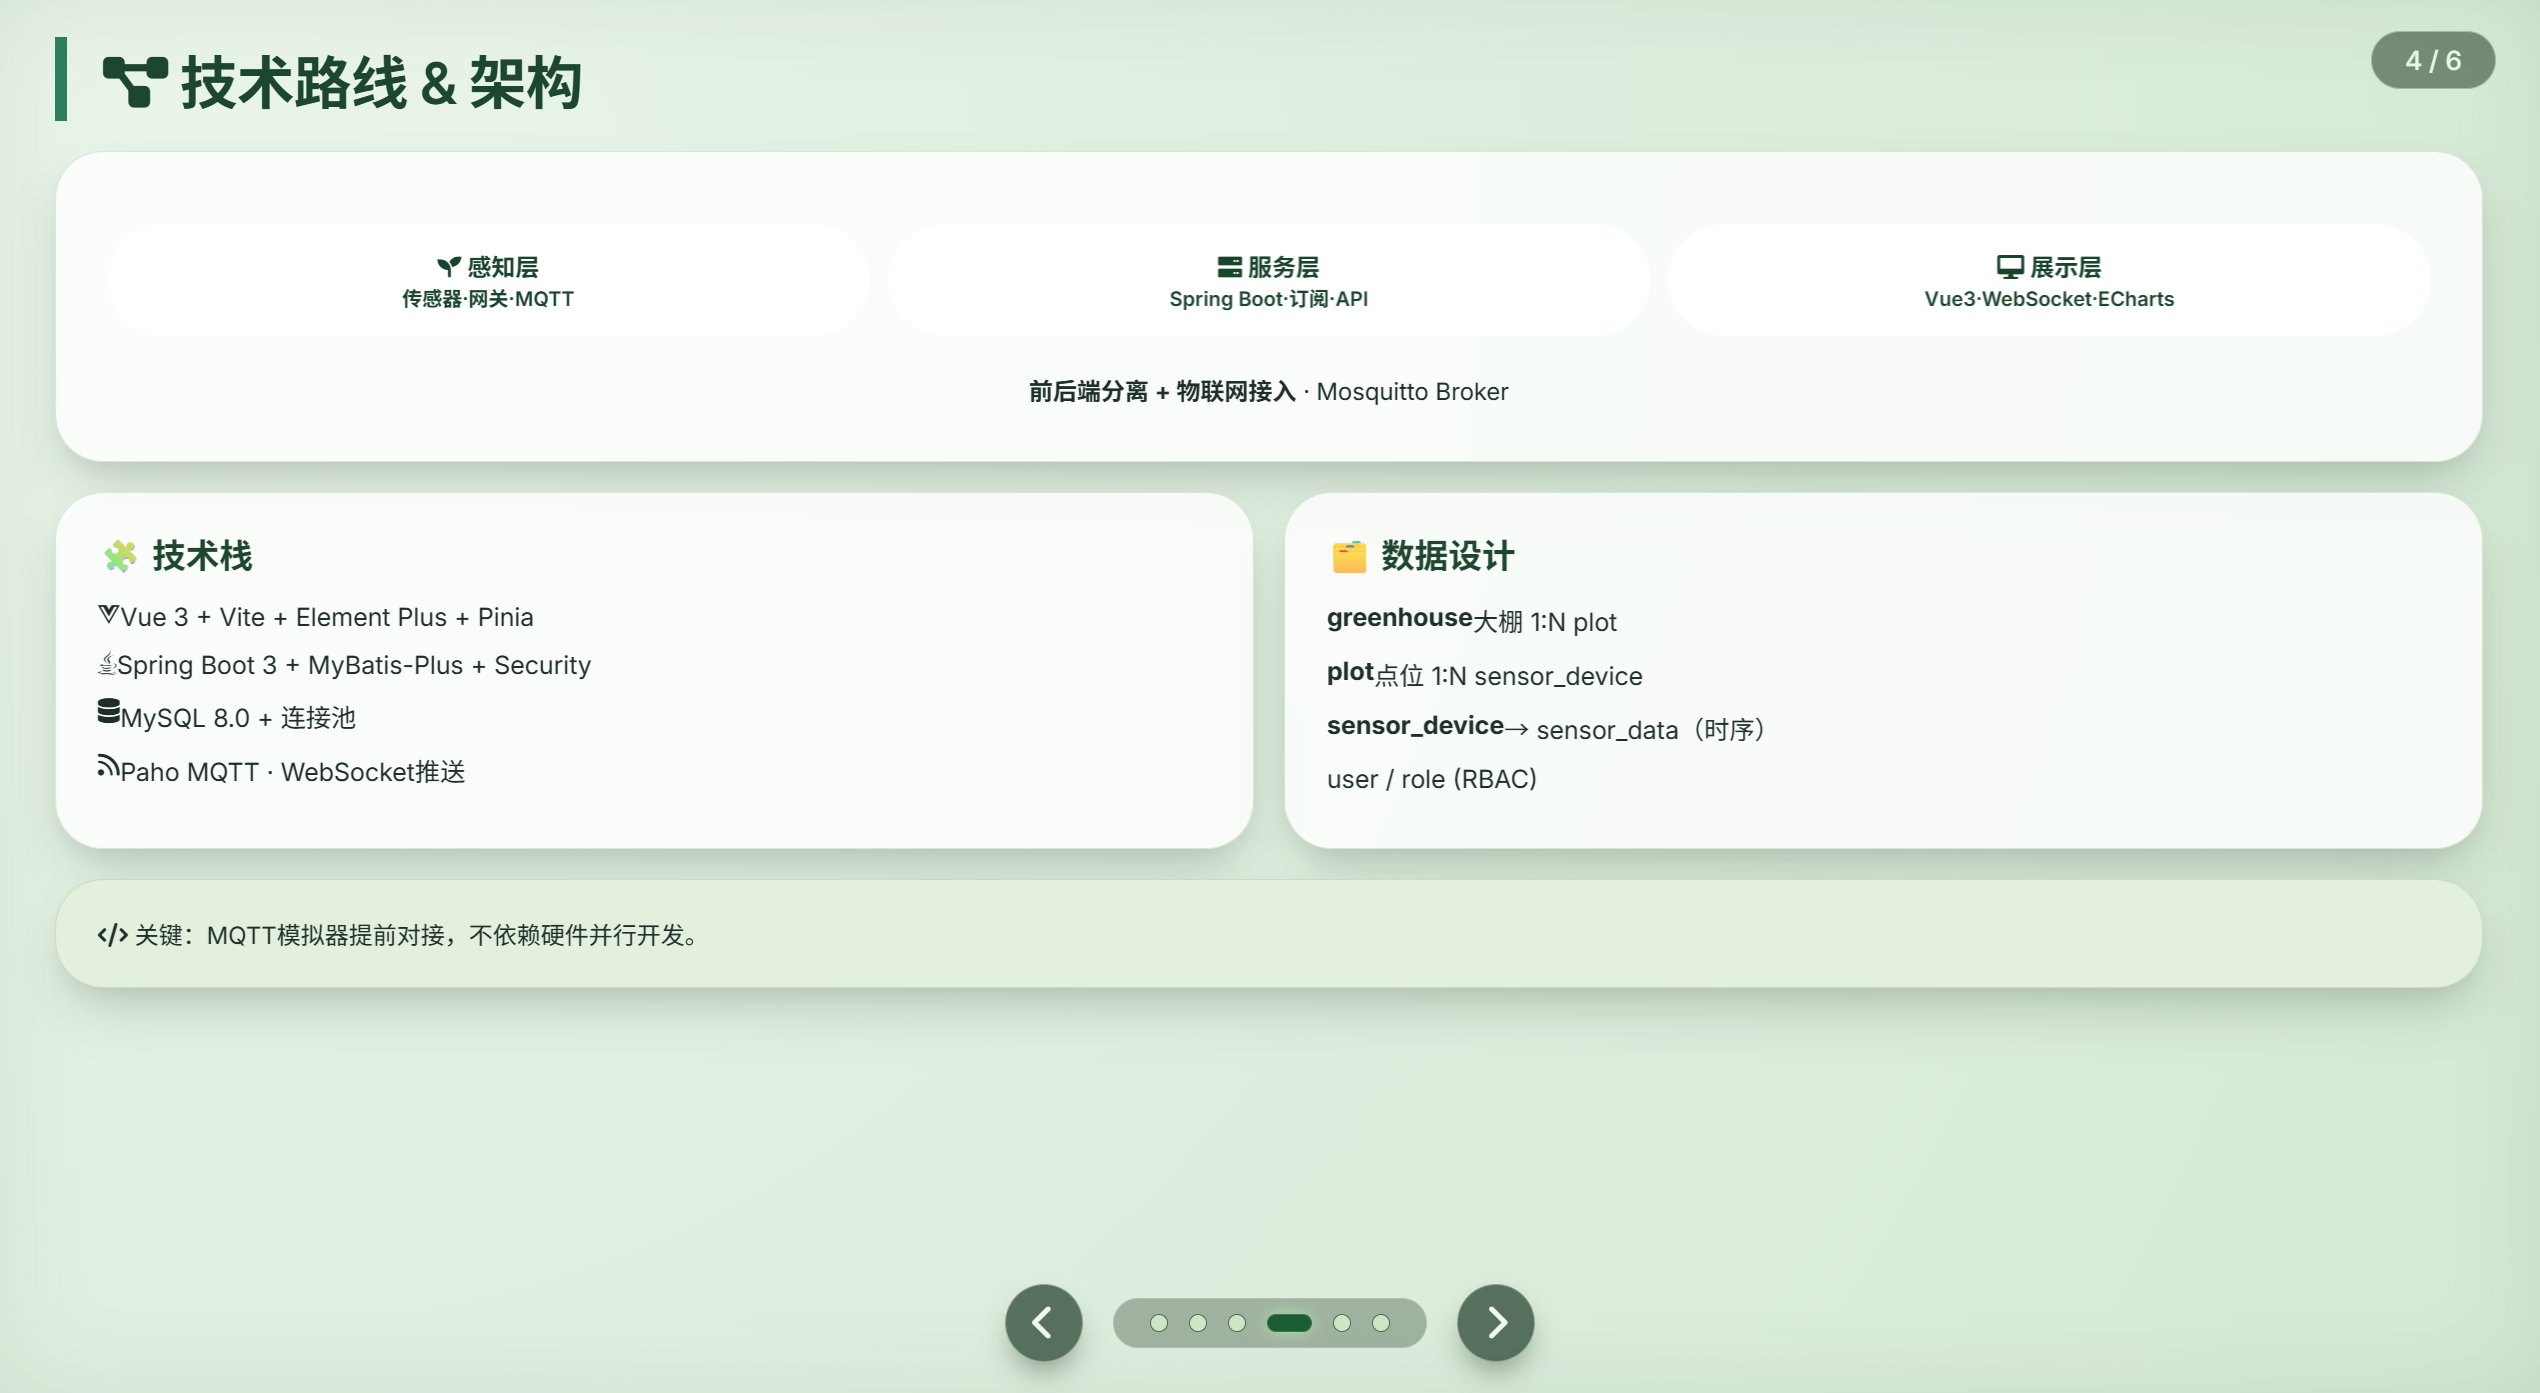 技术路线 & 架构
4 / 6
感知层
传感器·网关·MQTT
服务层
Spring Boot·订阅·API
展示层
Vue3·WebSocket·ECharts
前后端分离 + 物联网接入 · Mosquitto Broker
技术栈
Vue 3 + Vite + Element Plus + Pinia
Spring Boot 3 + MyBatis-Plus + Security
MySQL 8.0 + 连接池
Paho MQTT · WebSocket推送
数据设计
greenhouse大棚 1:N plot
plot点位 1:N sensor_device
sensor_device→ sensor_data（时序）
user / role (RBAC)
关键：MQTT模拟器提前对接，不依赖硬件并行开发。